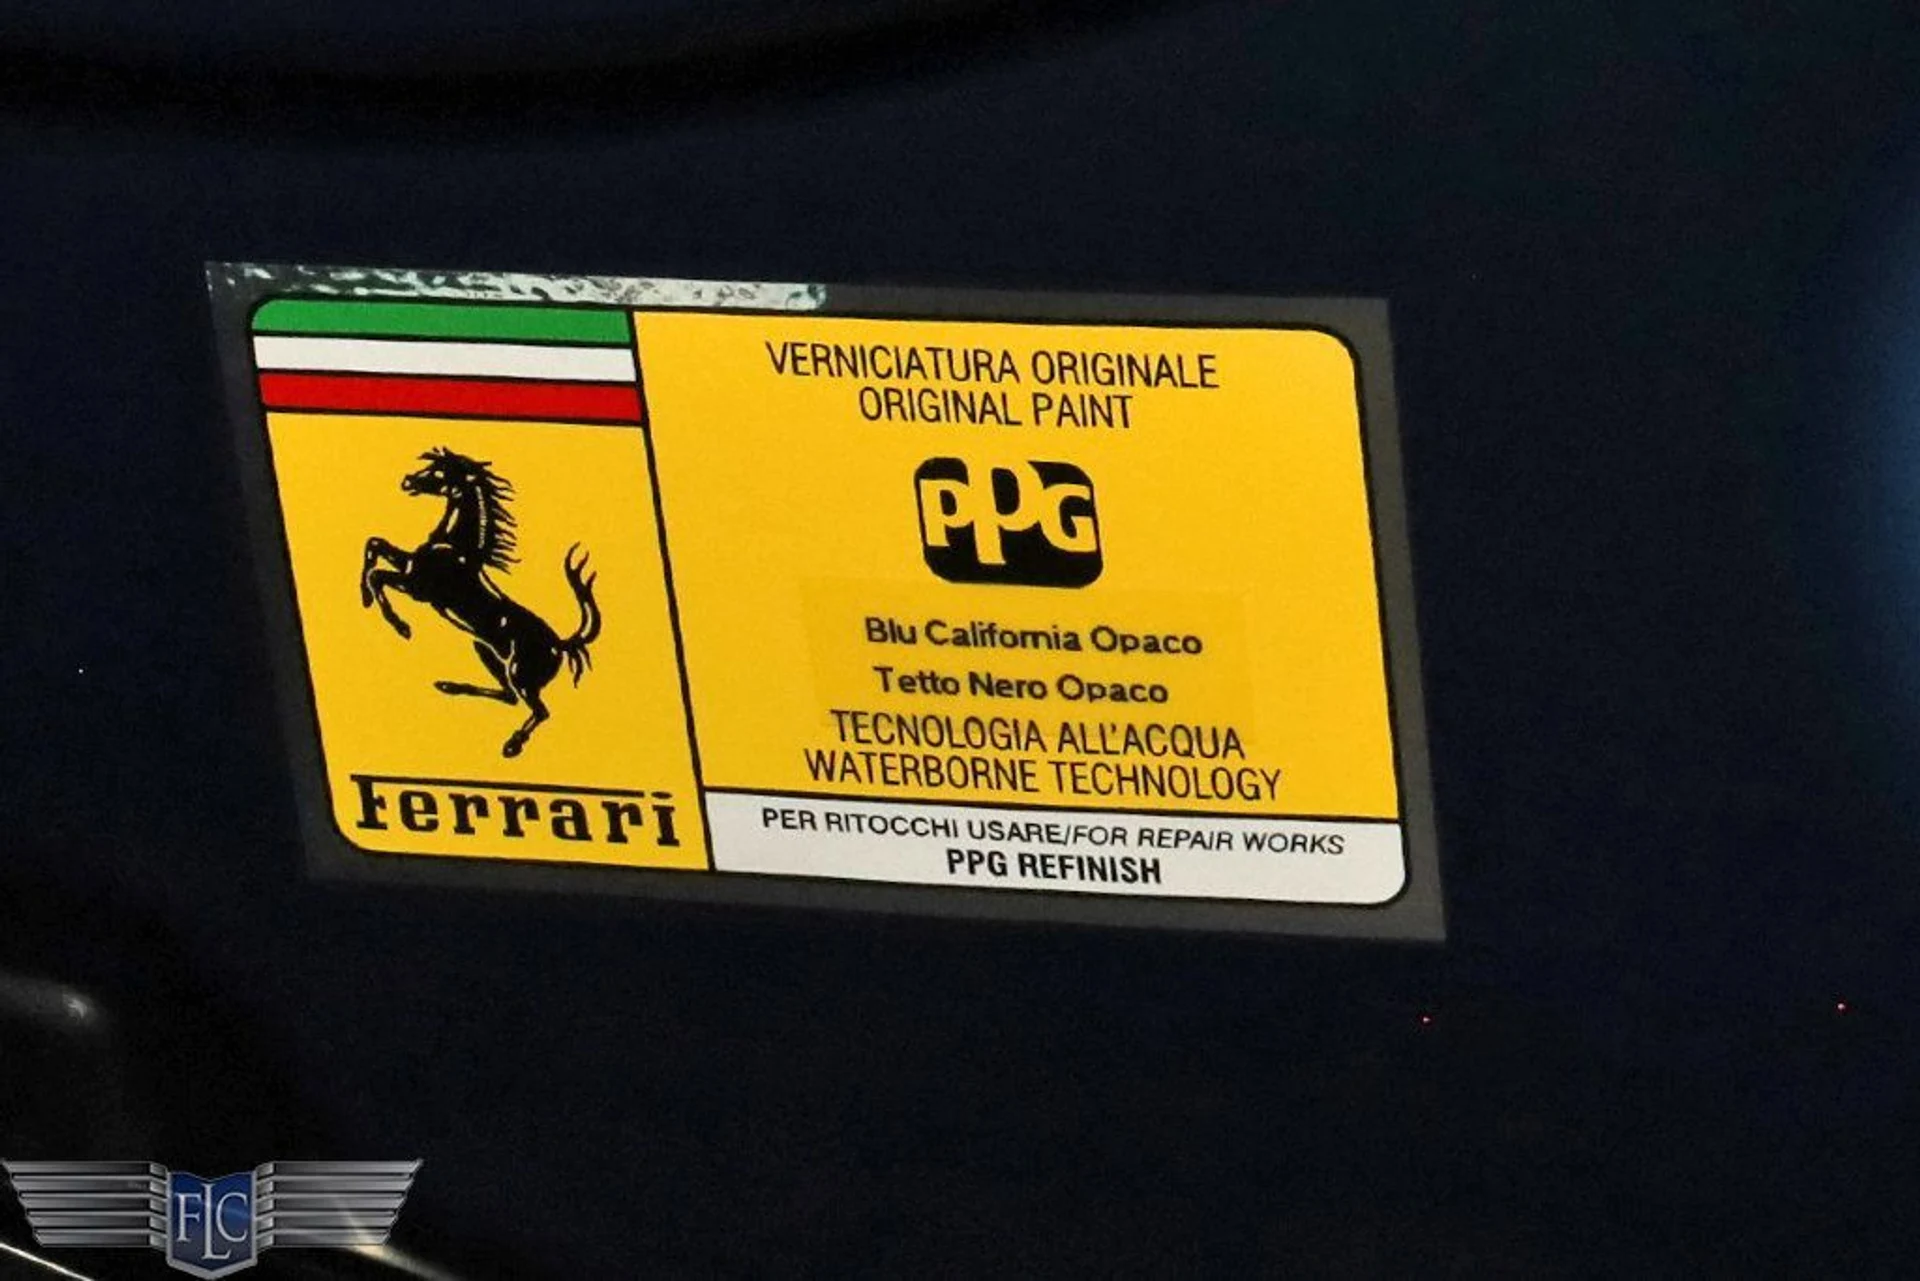 VERNICIATURA ORIGINALE
ORIGINAL PAINT
PPG
Blu California Opaco
Tetto Nero Opaco
TECNOLOGIA ALL'ACQUA
WATERBORNE TECHNOLOGY
Ferrari
PER RITOCCHI USARE/FOR REPAIR WORKS
PPG REFINISH
FLC